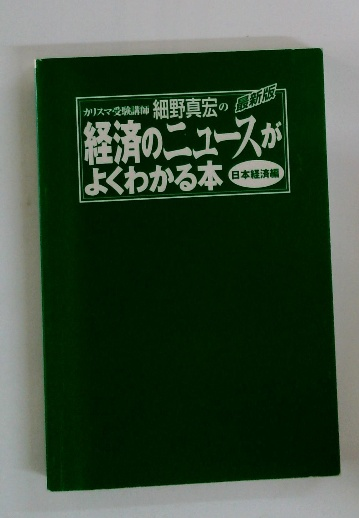 カリスマ受験講師 細野真宏の 最新版
経済のニュースが
よくわかる本 日本経済編